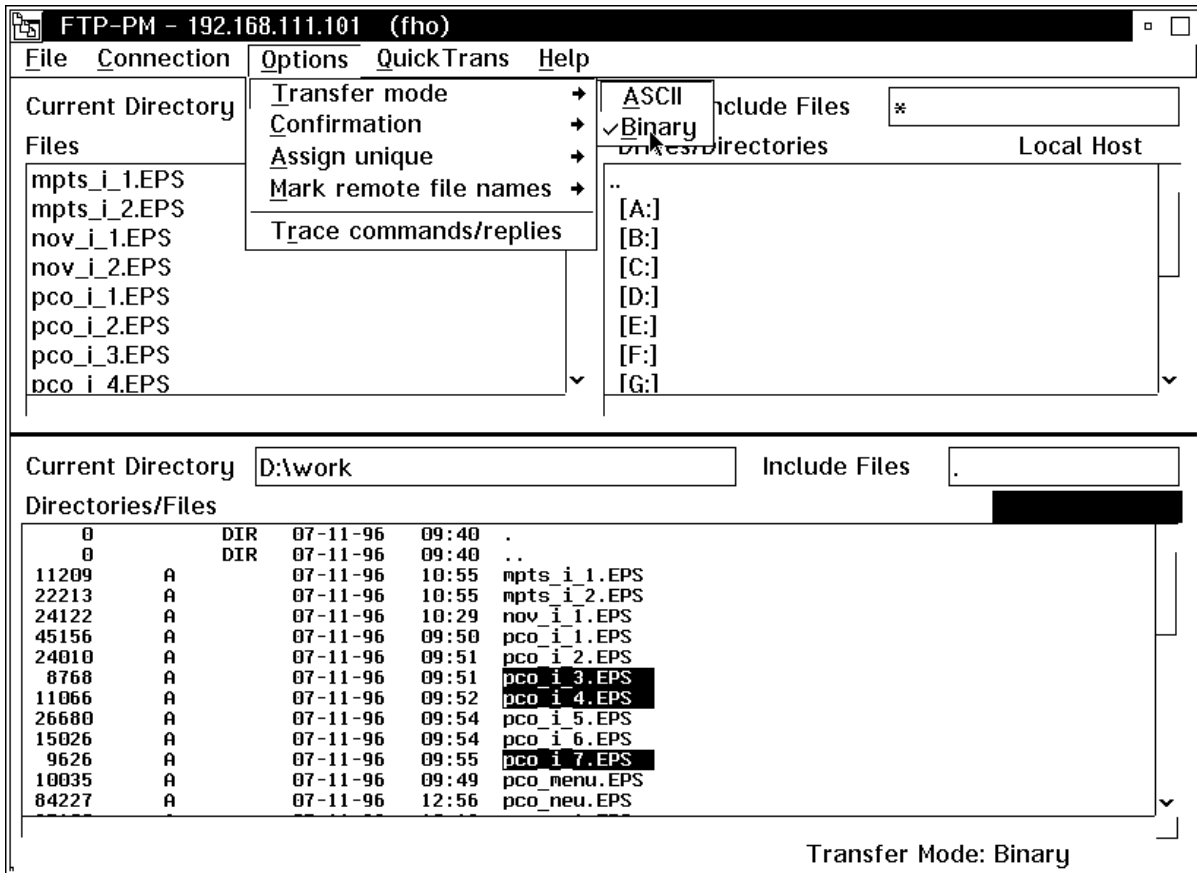 FTP-PM - 192.168.111.101 (fho)
File Connection Options QuickTrans Help
Current Directory
Transfer mode
Confirmation
Assign unique
Mark remote file names
Trace commands/replies
ASCII
Binary
nclude Files *
Files
Drives/Directories Local Host
mpts_i_1.EPS
mpts_i_2.EPS
nov_i_1.EPS
nov_i_2.EPS
pco_i_1.EPS
pco_i_2.EPS
pco_i_3.EPS
pco_i_4.EPS
..
[A:]
[B:]
[C:]
[D:]
[E:]
[F:]
[G:]
Current Directory D:\work Include Files .
Directories/Files
0 DIR 07-11-96 09:40 .
0 DIR 07-11-96 09:40 ..
11209 A 07-11-96 10:55 mpts_i_1.EPS
22213 A 07-11-96 10:55 mpts_i_2.EPS
24122 A 07-11-96 10:29 nov_i_1.EPS
45156 A 07-11-96 09:50 pco_i_1.EPS
24010 A 07-11-96 09:51 pco_i_2.EPS
8768 A 07-11-96 09:51 pco_i_3.EPS
11066 A 07-11-96 09:52 pco_i_4.EPS
26680 A 07-11-96 09:54 pco_i_5.EPS
15026 A 07-11-96 09:54 pco_i_6.EPS
9626 A 07-11-96 09:55 pco_i_7.EPS
10035 A 07-11-96 09:49 pco_menu.EPS
84227 A 07-11-96 12:56 pco_neu.EPS
Transfer Mode: Binary